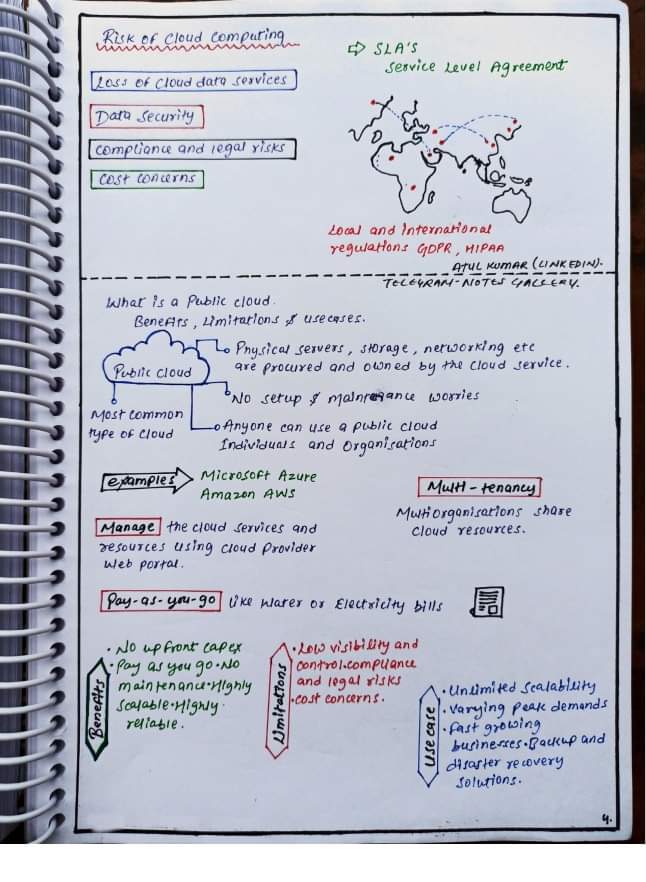 Risk of Cloud Computing
Loss of Cloud data services
Data Security
Compliance and legal risks
Cost Concerns
⇨ SLA'S
Service Level Agreement
Local and International
regulations GDPR, HIPAA
ATUL KUMAR (LINKEDIN).
TELEGRAM-NOTES GALLERY.
What is a Public cloud.
Benefits, Limitations & usecases.
Public cloud
Physical servers, storage, networking etc
are procured and owned by the cloud service.
No setup & maintenance worries
Most common
type of cloud
Anyone can use a public cloud
Individuals and Organisations
examples
Microsoft Azure
Amazon AWS
Multi-tenancy
Multiorganisations share
cloud resources.
Manage the cloud services and
resources using cloud Provider
web portal.
Pay-as-you-go like Water or Electricity bills
Benefits
• No upfront capex
• Pay as you go • No
maintenance • Highly
scalable • Highly
reliable.
Limitations
• Low visibility and
control • compliance
and legal risks
• cost concerns.
Use case
• Unlimited Scalability
• Varying peak demands
• Fast growing
businesses • Backup and
disaster recovery
solutions.
4.